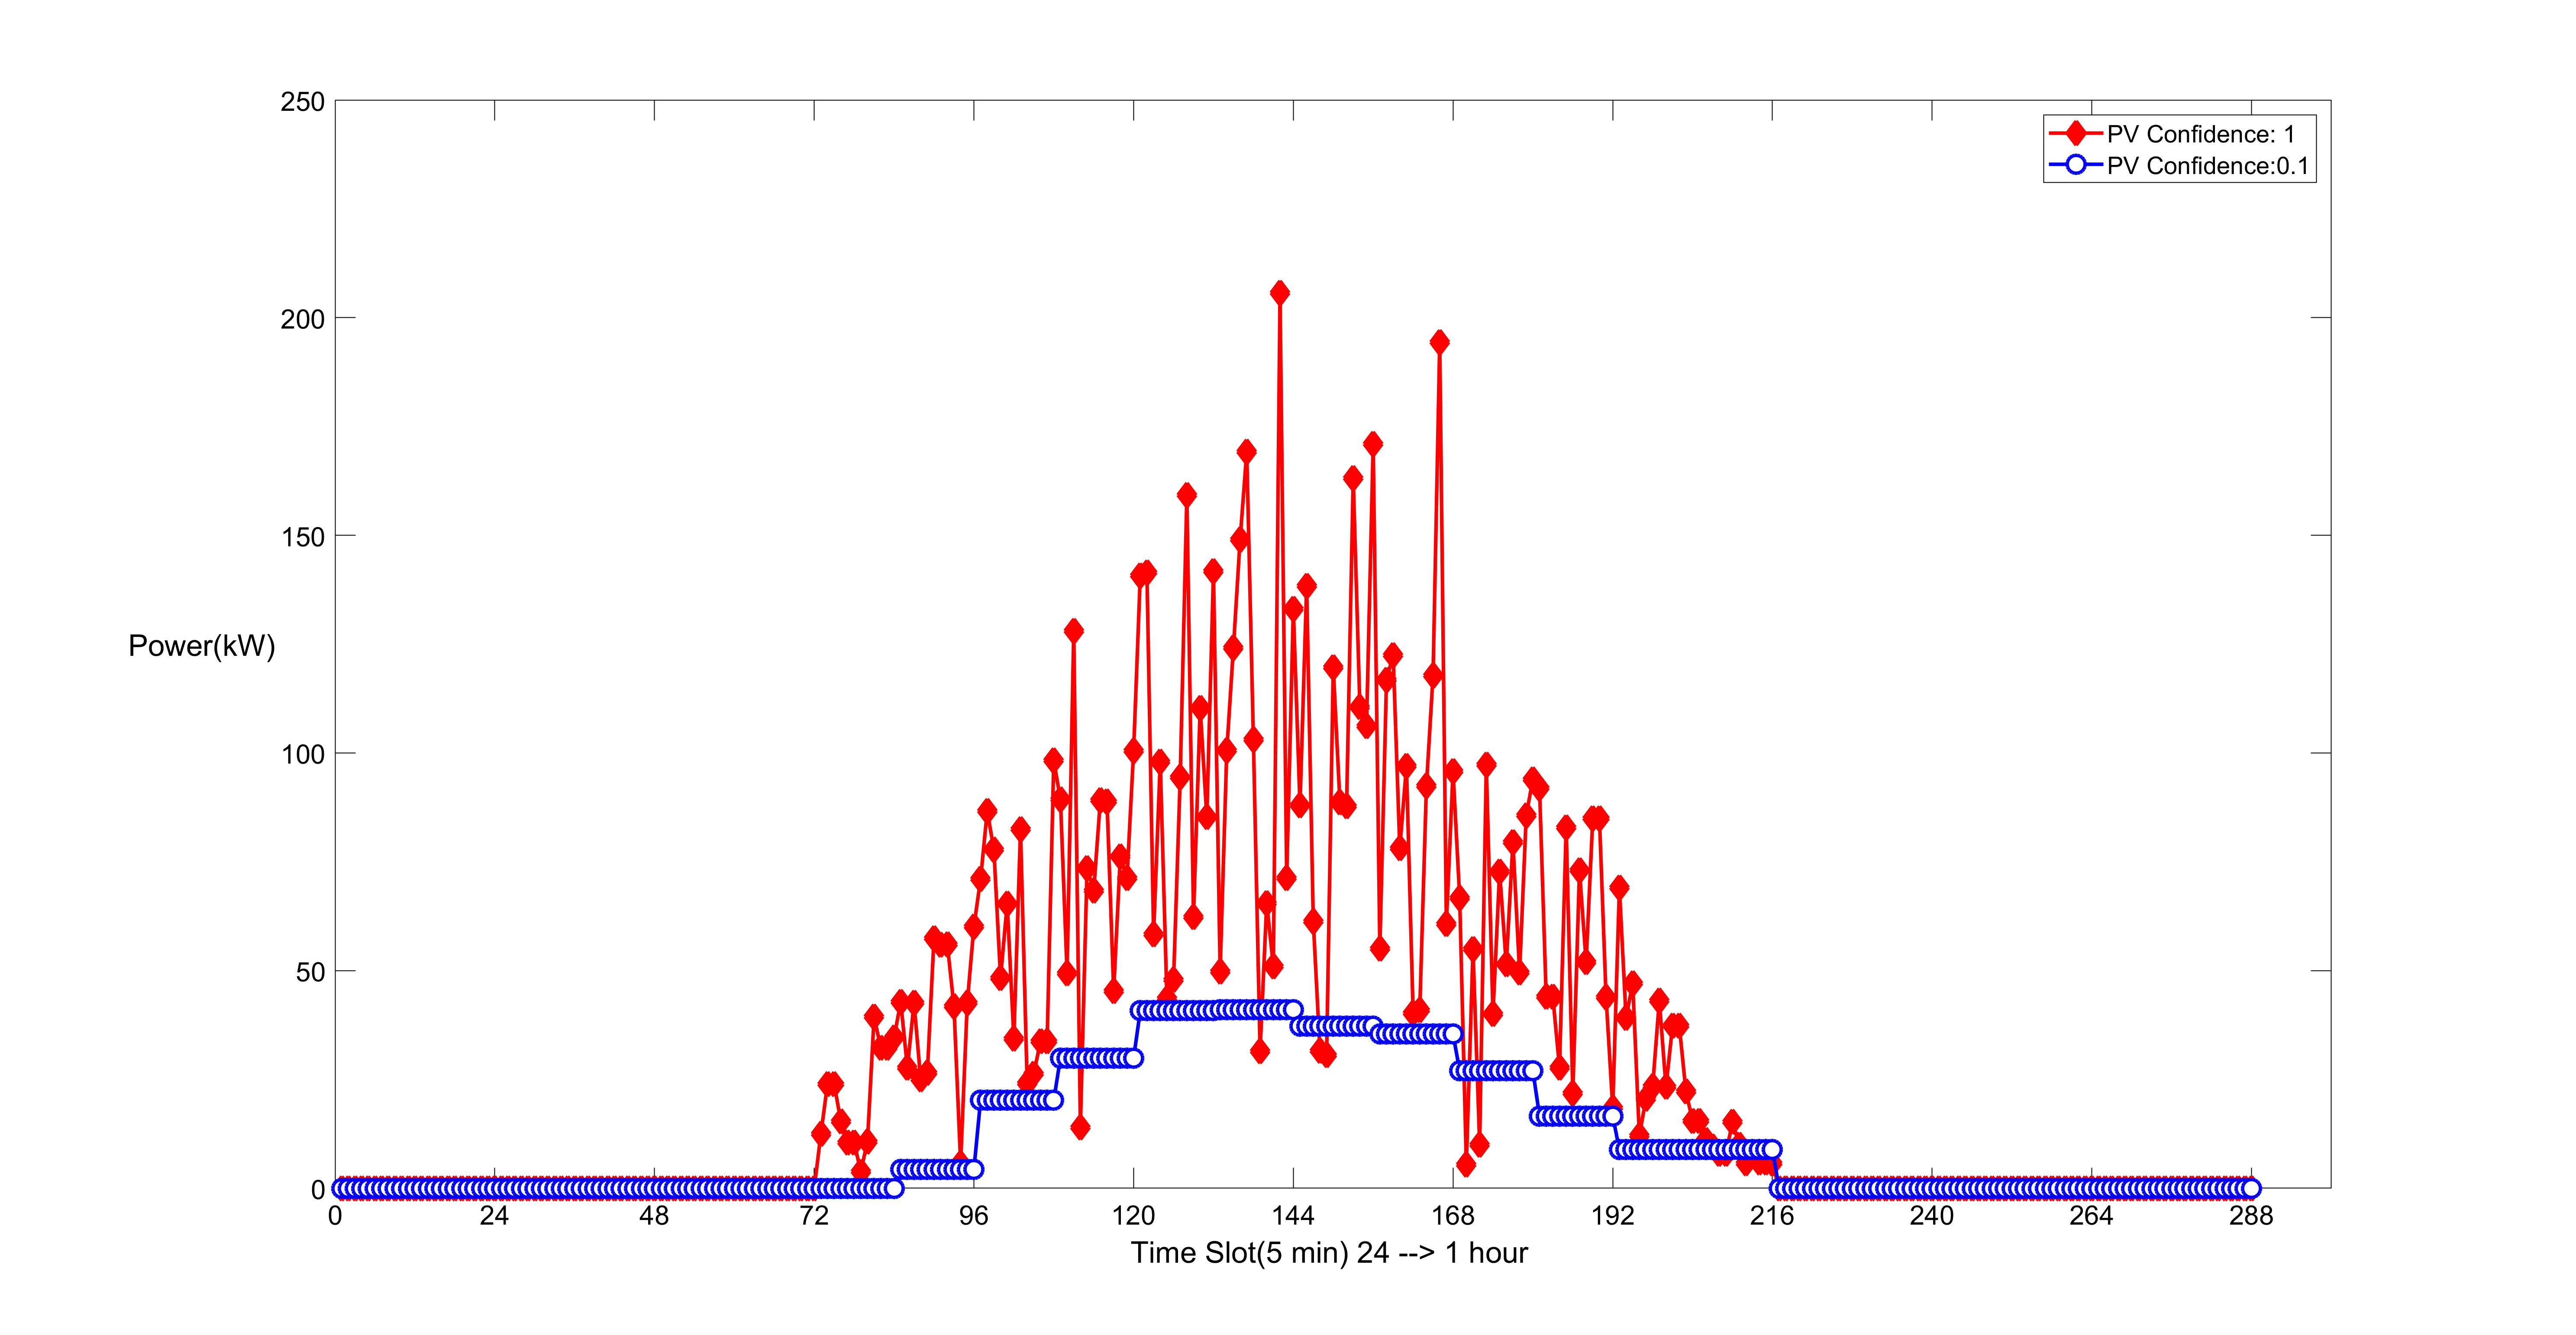 250
200
150
100
50
0
Power(kW)
PV Confidence: 1
PV Confidence:0.1
0 24 48 72 96 120 144 168 192 216 240 264 288
Time Slot(5 min) 24 --> 1 hour